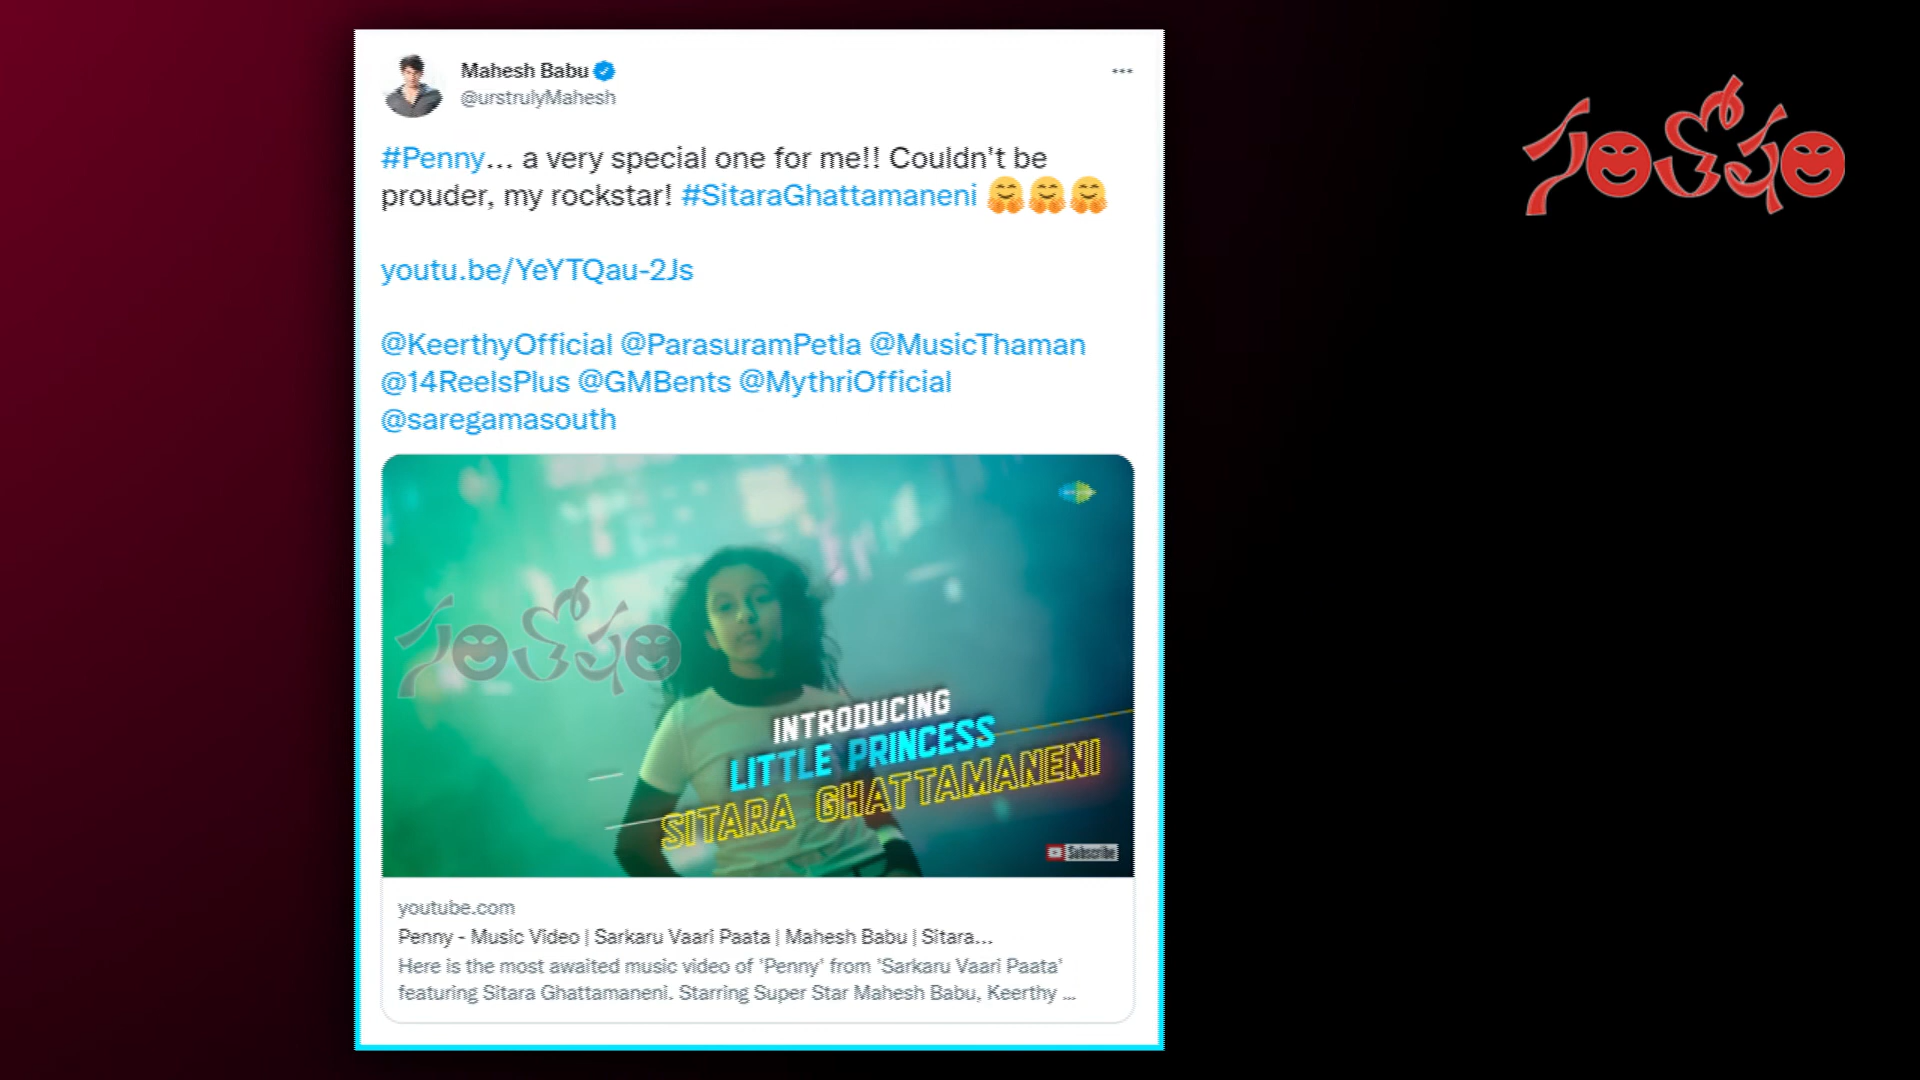 Mahesh Babu
@urstrulyMahesh
#Penny... a very special one for me!! Couldn't be
prouder, my rockstar! #SitaraGhattamaneni 🤗🤗🤗
youtu.be/YeYTQau-2Js
@KeerthyOfficial @ParasuramPetla @MusicThaman
@14ReelsPlus @GMBents @MythriOfficial
@saregamasouth
INTRODUCING
LITTLE PRINCESS
SITARA GHATTAMANENI
Subscribe
youtube.com
Penny - Music Video | Sarkaru Vaari Paata | Mahesh Babu | Sitara...
Here is the most awaited music video of 'Penny' from 'Sarkaru Vaari Paata'
featuring Sitara Ghattamaneni. Starring Super Star Mahesh Babu, Keerthy ...